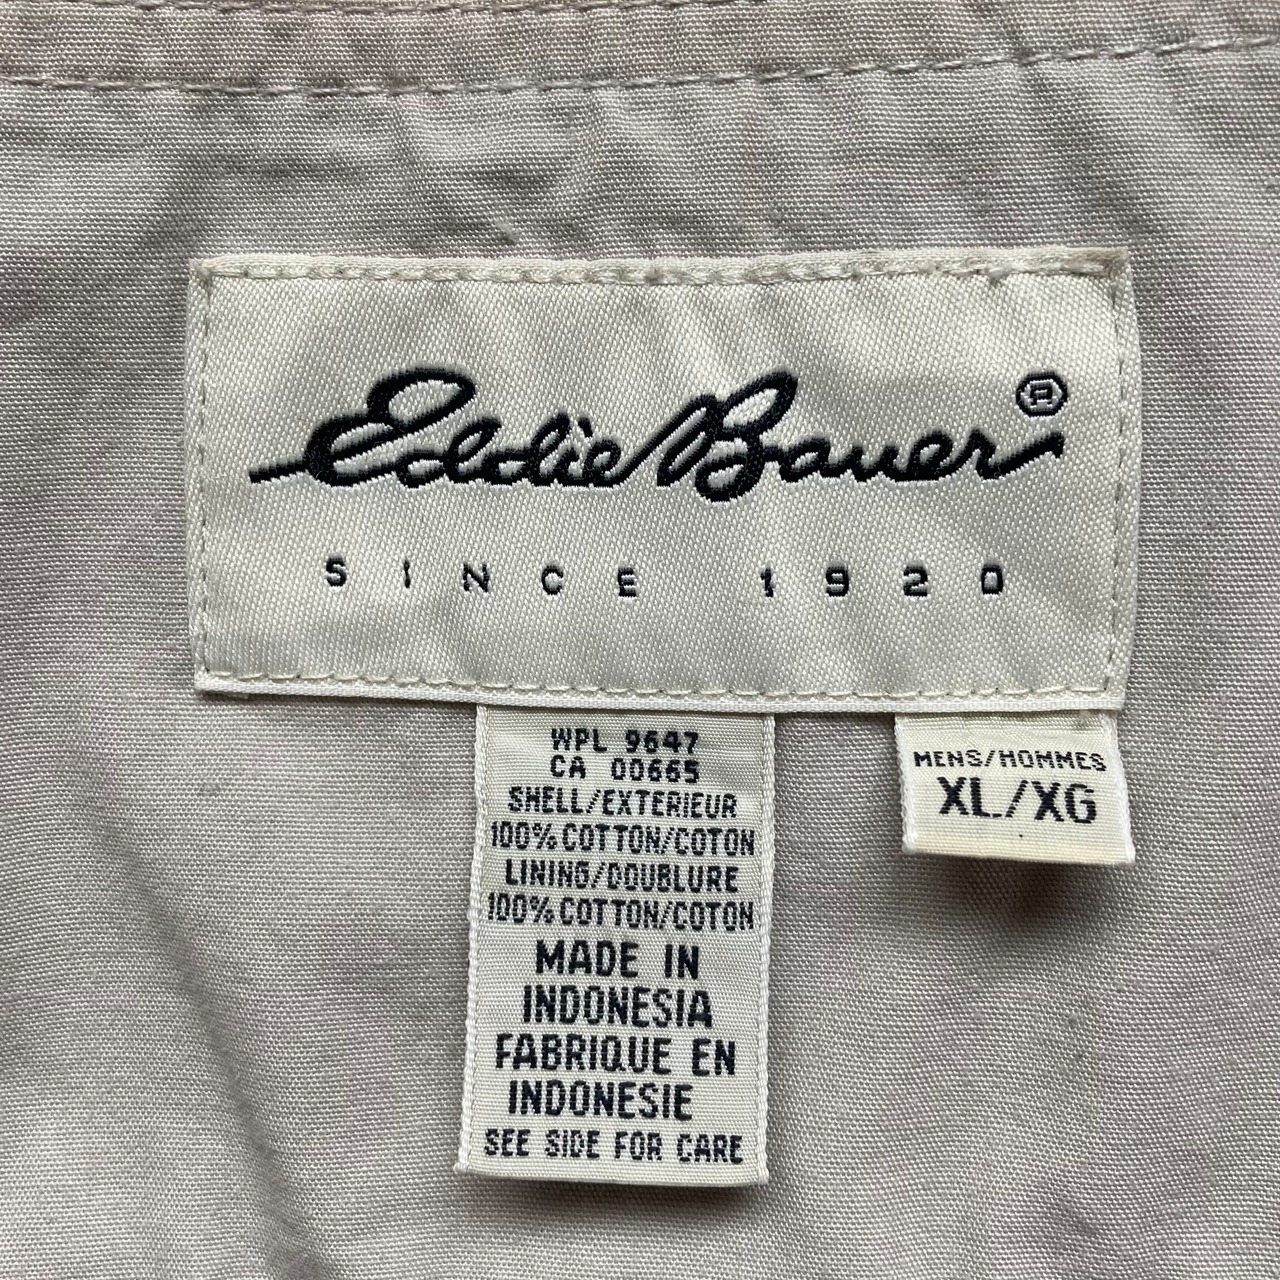 Eddie Bauer ®
SINCE 1920
WPL 9647
CA 00665
SHELL/EXTERIEUR
100% COTTON/COTON
LINING/DOUBLURE
100% COTTON/COTON
MADE IN
INDONESIA
FABRIQUE EN
INDONESIE
SEE SIDE FOR CARE
MENS/HOMMES
XL/XG